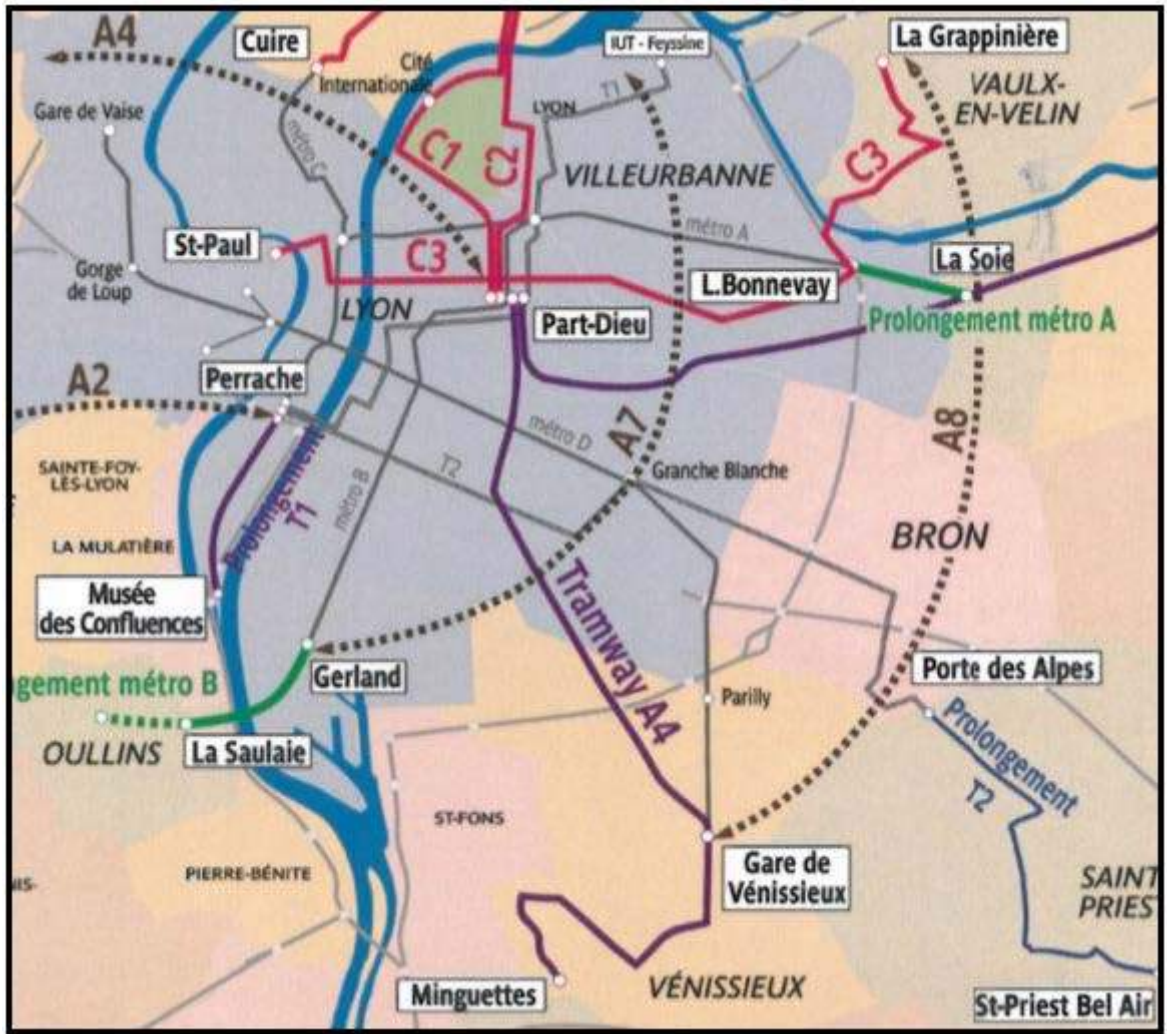 A4
Cuire
Cité
Internationale
IUT - Feyssine
La Grappinière
VAULX-
EN-VELIN
Gare de Vaise
métro C
LYON
T1
C1
C2
VILLEURBANNE
C3
St-Paul
C3
métro A
La Soie
Gorge
de Loup
LYON
L.Bonnevay
Part-Dieu
Prolongement métro A
A2
Perrache
A7
A8
métro D
SAINTE-FOY-
LÈS-LYON
Prolongement
T1
métro B
T2
Granche Blanche
LA MULATIÈRE
BRON
Musée
des Confluences
Tramway A4
gement métro B
Gerland
Porte des Alpes
Parilly
OULLINS
La Saulaie
Prolongement
T2
ST-FONS
PIERRE-BÉNITE
NIS-
Gare de
Vénissieux
SAINT
PRIEST
Minguettes
VÉNISSIEUX
St-Priest Bel Air